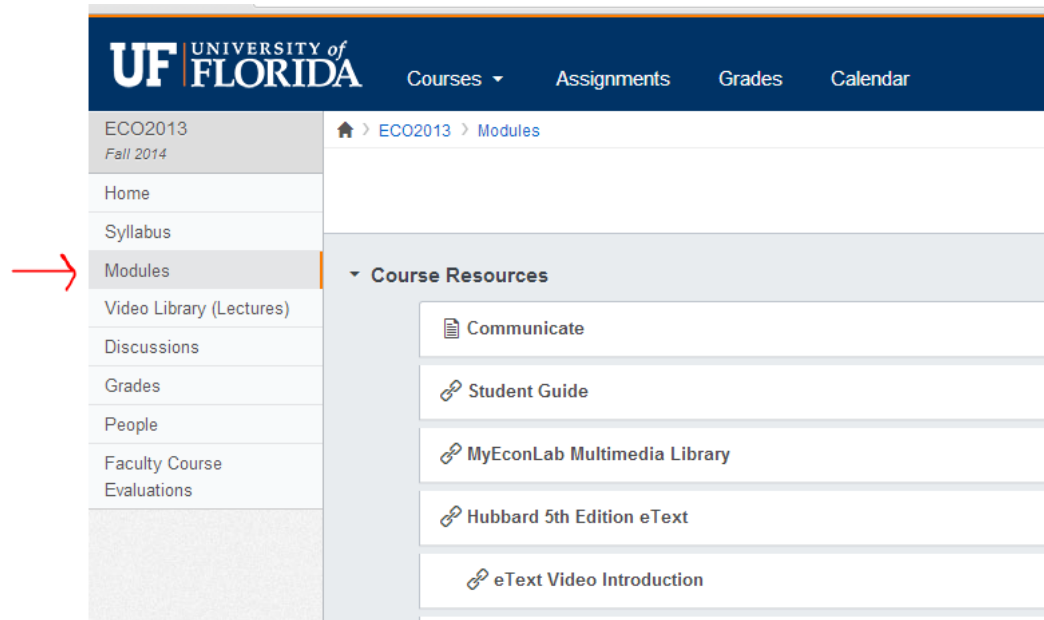 UF UNIVERSITY of
FLORIDA
Courses
Assignments
Grades
Calendar
ECO2013
Fall 2014
Home
Syllabus
Modules
Video Library (Lectures)
Discussions
Grades
People
Faculty Course
Evaluations
ECO2013 > Modules
Course Resources
Communicate
Student Guide
MyEconLab Multimedia Library
Hubbard 5th Edition eText
eText Video Introduction